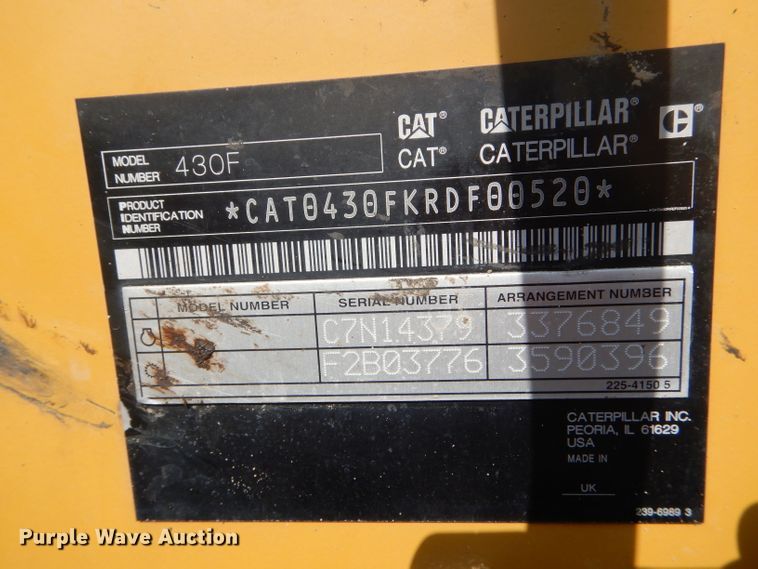 CAT® CATERPILLAR®
CAT® CATERPILLAR®
MODEL NUMBER 430F
PRODUCT IDENTIFICATION NUMBER *CAT0430FKRDF00520*
MODEL NUMBER SERIAL NUMBER ARRANGEMENT NUMBER
C7N14379 3376849
F2B03776 3590396
225-4150 5
CATERPILLAR INC.
PEORIA, IL 61629
USA
MADE IN
UK
239-6989 3
Purple Wave Auction